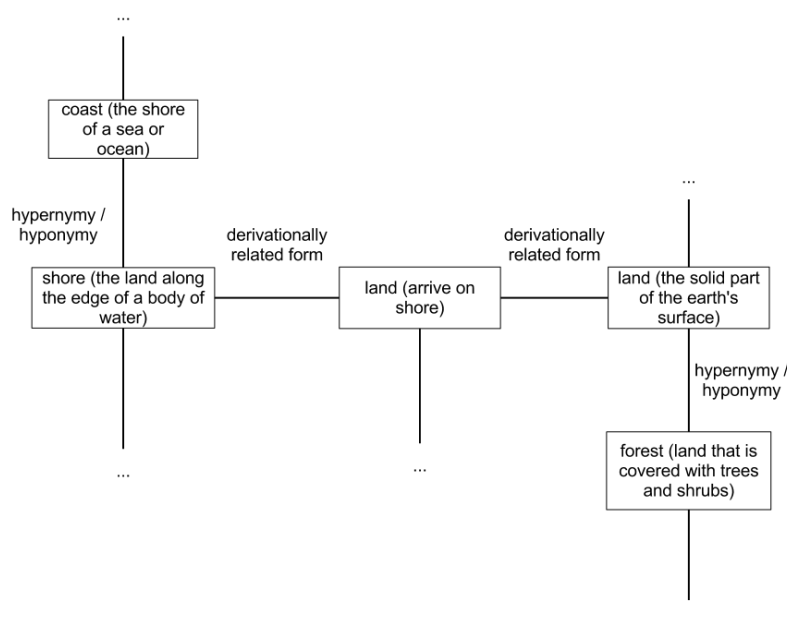 ...
coast (the shore
of a sea or
ocean)
hypernymy /
hyponymy
shore (the land along
the edge of a body of
water)
...
derivationally
related form
land (arrive on
shore)
...
derivationally
related form
...
land (the solid part
of the earth's
surface)
hypernymy /
hyponymy
forest (land that is
covered with trees
and shrubs)